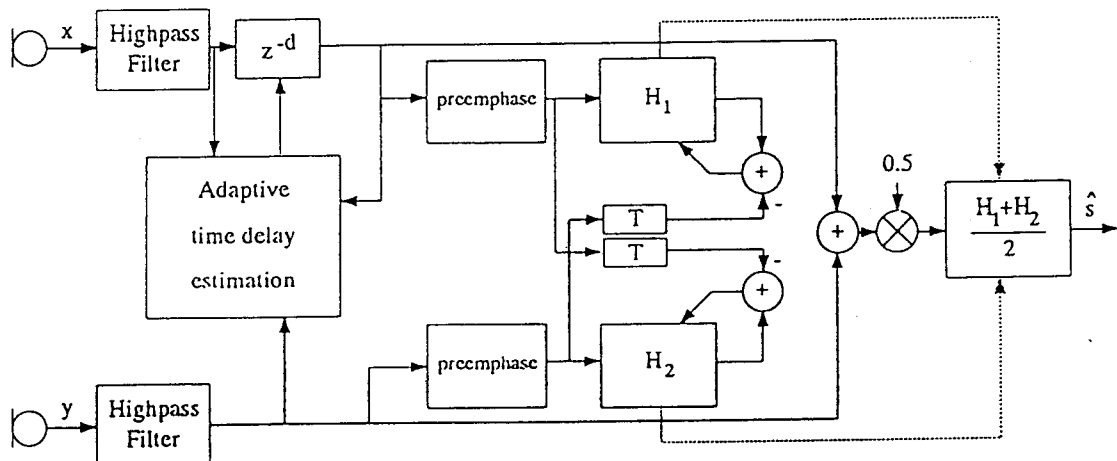 x
Highpass
Filter
z^-d
preemphase
H_1
+
-
Adaptive
time delay
estimation
T
T
-
+
preemphase
H_2
+
0.5
H_1+H_2
2
ŝ
y
Highpass
Filter